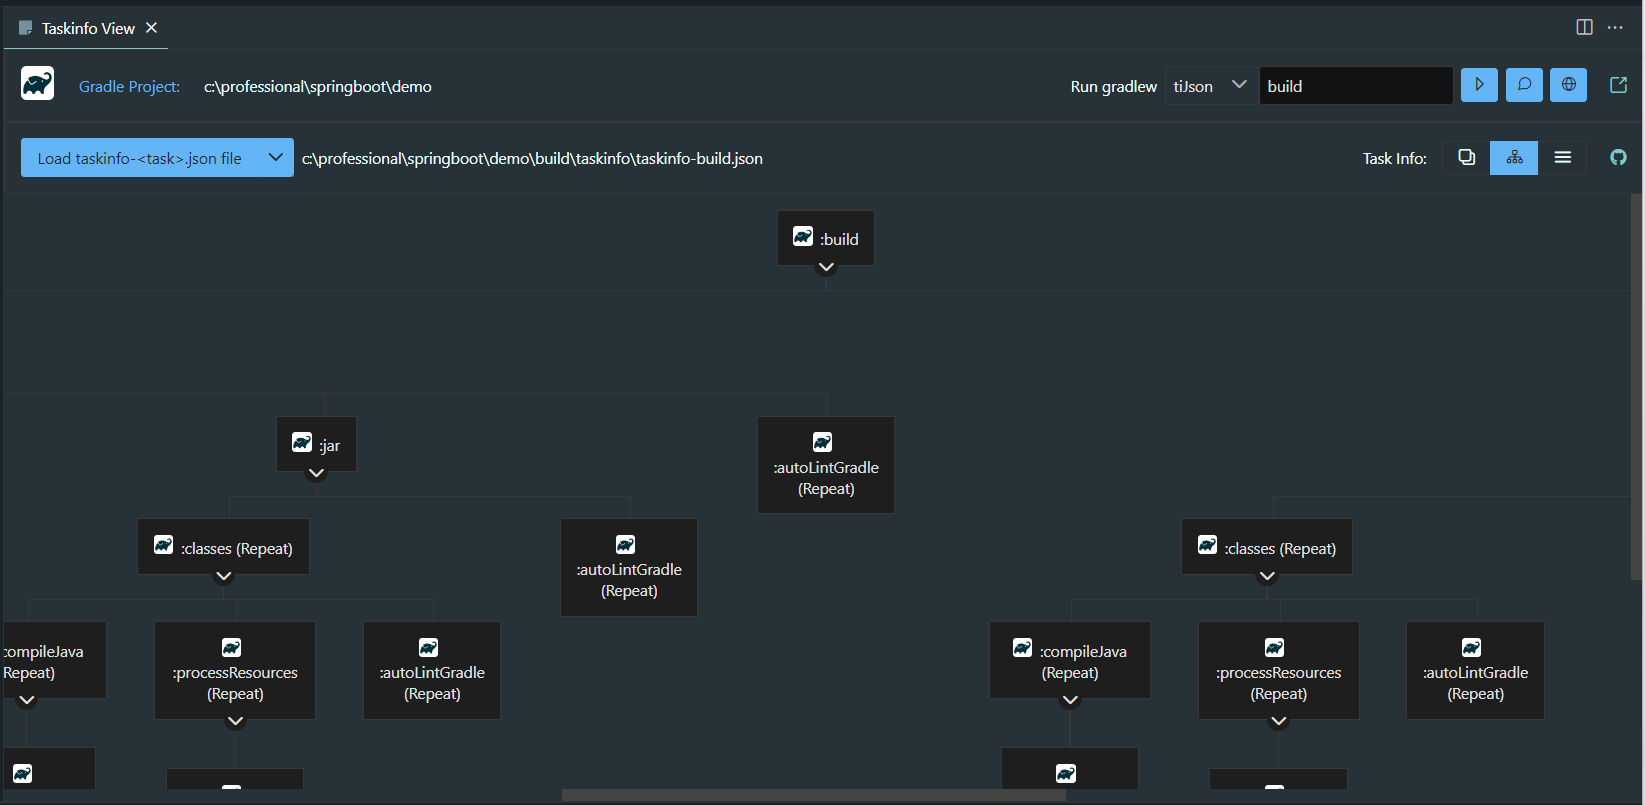 Taskinfo View
Gradle Project: c:\professional\springboot\demo
Run gradlew tiJson build
Load taskinfo-<task>.json file c:\professional\springboot\demo\build\taskinfo\taskinfo-build.json
Task Info:
:build
:jar
:autoLintGradle
(Repeat)
:classes (Repeat)
:autoLintGradle
(Repeat)
:classes (Repeat)
compileJava
Repeat)
:processResources
(Repeat)
:autoLintGradle
(Repeat)
:compileJava
(Repeat)
:processResources
(Repeat)
:autoLintGradle
(Repeat)